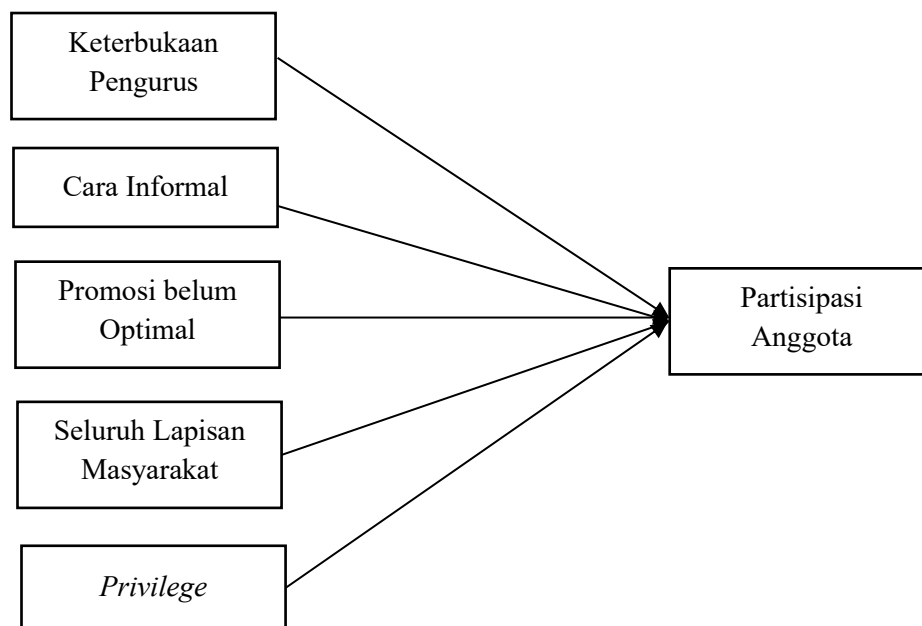 Keterbukaan
Pengurus
Cara Informal
Promosi belum
Optimal
Seluruh Lapisan
Masyarakat
Privilege
Partisipasi
Anggota